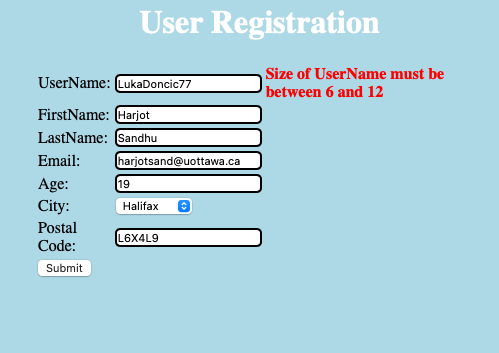 User Registration
UserName: LukaDoncic77 Size of UserName must be
between 6 and 12
FirstName: Harjot
LastName: Sandhu
Email: harjotsand@uottawa.ca
Age: 19
City: Halifax
Postal
Code: L6X4L9
Submit